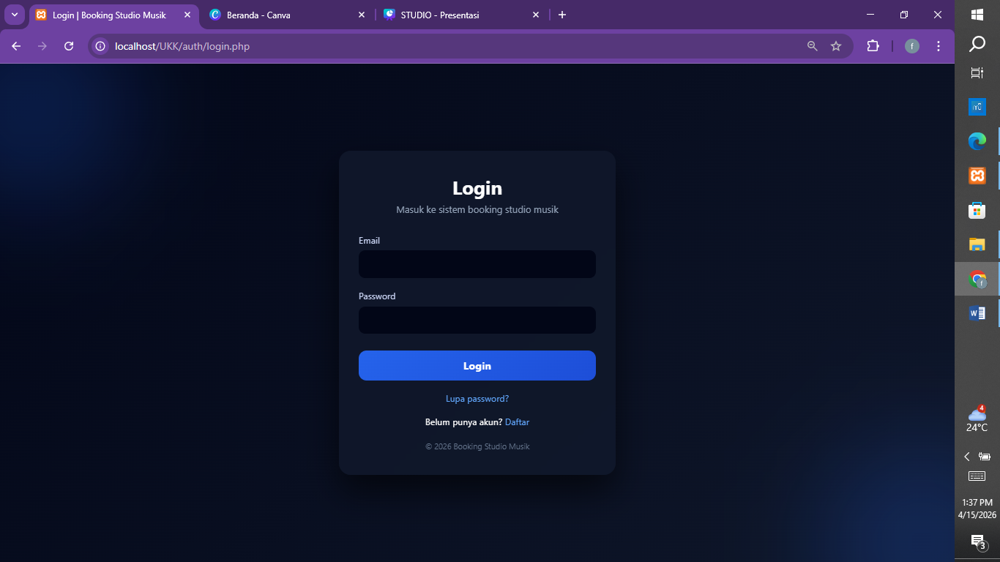 Login | Booking Studio Musik
Beranda - Canva
STUDIO - Presentasi
localhost/UKK/auth/login.php
f
Login
Masuk ke sistem booking studio musik
Email
Password
Login
Lupa password?
Belum punya akun? Daftar
© 2026 Booking Studio Musik
4
24°C
1:37 PM
4/15/2026
3